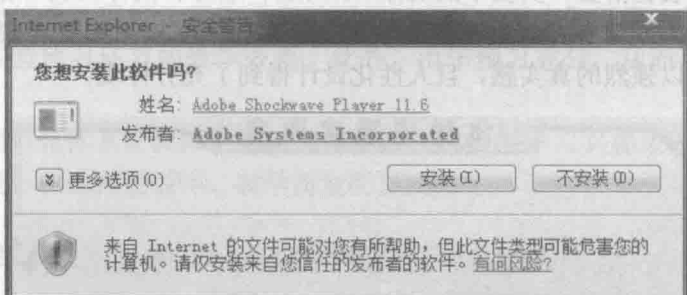 Internet Explorer - 安全警告
您想安装此软件吗?
姓名: Adobe Shockwave Player 11.6
发布者: Adobe Systems Incorporated
更多选项(O)
安装(I)
不安装(D)
来自 Internet 的文件可能对您有所帮助,但此文件类型可能危害您的
计算机。请仅安装来自您信任的发布者的软件。有何风险?